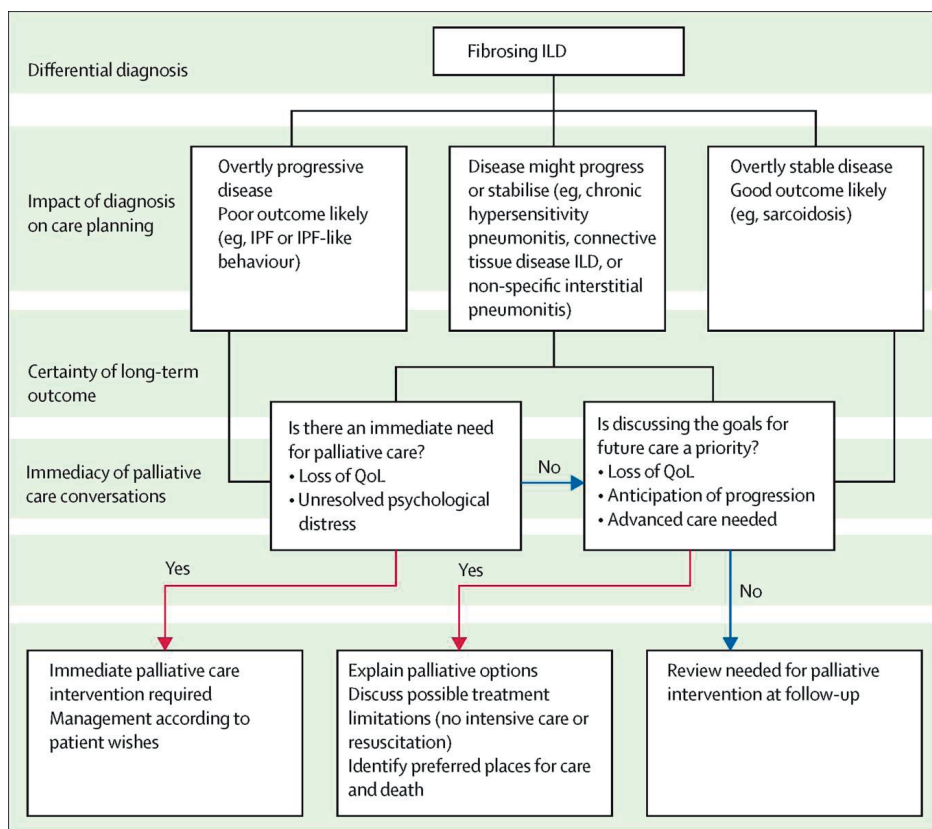 Differential diagnosis
Fibrosing ILD
Impact of diagnosis
on care planning
Overtly progressive
disease
Poor outcome likely
(eg, IPF or IPF-like
behaviour)
Disease might progress
or stabilise (eg, chronic
hypersensitivity
pneumonitis, connective
tissue disease ILD, or
non-specific interstitial
pneumonitis)
Overtly stable disease
Good outcome likely
(eg, sarcoidosis)
Certainty of long-term
outcome
Immediacy of palliative
care conversations
Is there an immediate need
for palliative care?
• Loss of QoL
• Unresolved psychological
distress
No
Is discussing the goals for
future care a priority?
• Loss of QoL
• Anticipation of progression
• Advanced care needed
Yes
Yes
No
Immediate palliative care
intervention required
Management according to
patient wishes
Explain palliative options
Discuss possible treatment
limitations (no intensive care or
resuscitation)
Identify preferred places for care
and death
Review needed for palliative
intervention at follow-up